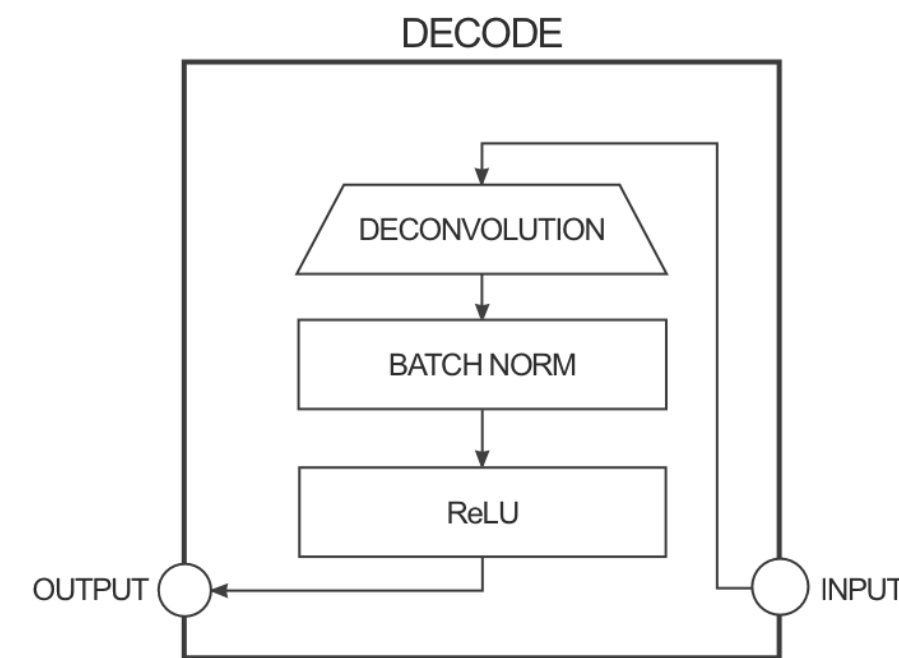 DECODE
DECONVOLUTION
BATCH NORM
ReLU
OUTPUT
INPUT